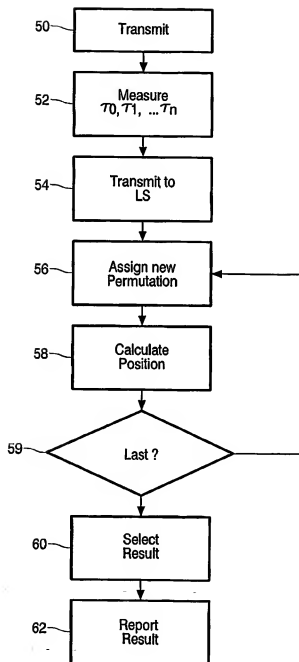 50
Transmit
52
Measure
τ0, τ1, ...τn
54
Transmit to
LS
56
Assign new
Permutation
58
Calculate
Position
59
Last ?
60
Select
Result
62
Report
Result